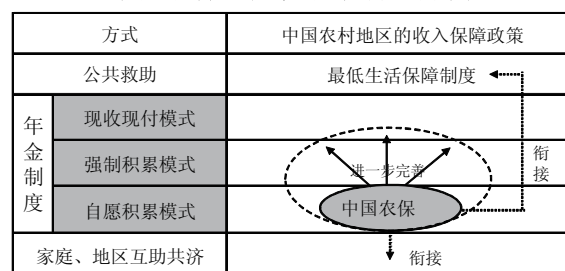 方式
中国农村地区的收入保障政策
公共救助
最低生活保障制度
年金制度
现收现付模式
强制积累模式
进一步完善
衔接
自愿积累模式
中国农保
家庭、地区互助共济
衔接